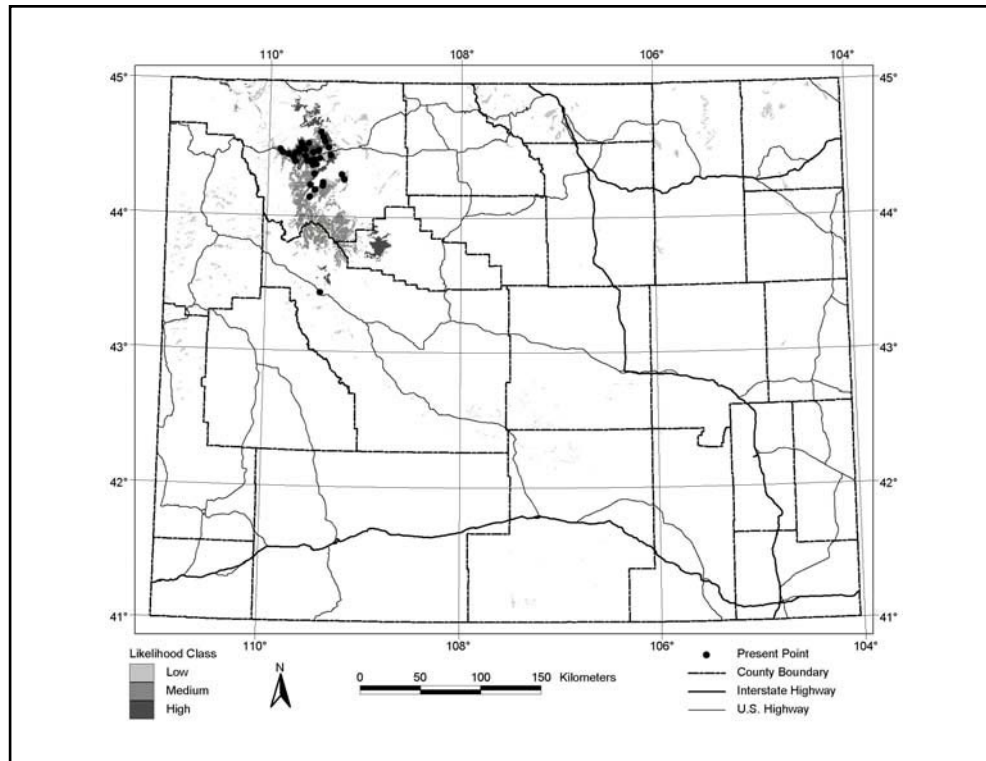 110° 108° 106° 104°
45° 45°
44° 44°
43° 43°
42° 42°
41° 41°
110° 108° 106° 104°
Likelihood Class
Low
Medium
High
N
0 50 100 150 Kilometers
Present Point
County Boundary
Interstate Highway
U.S. Highway